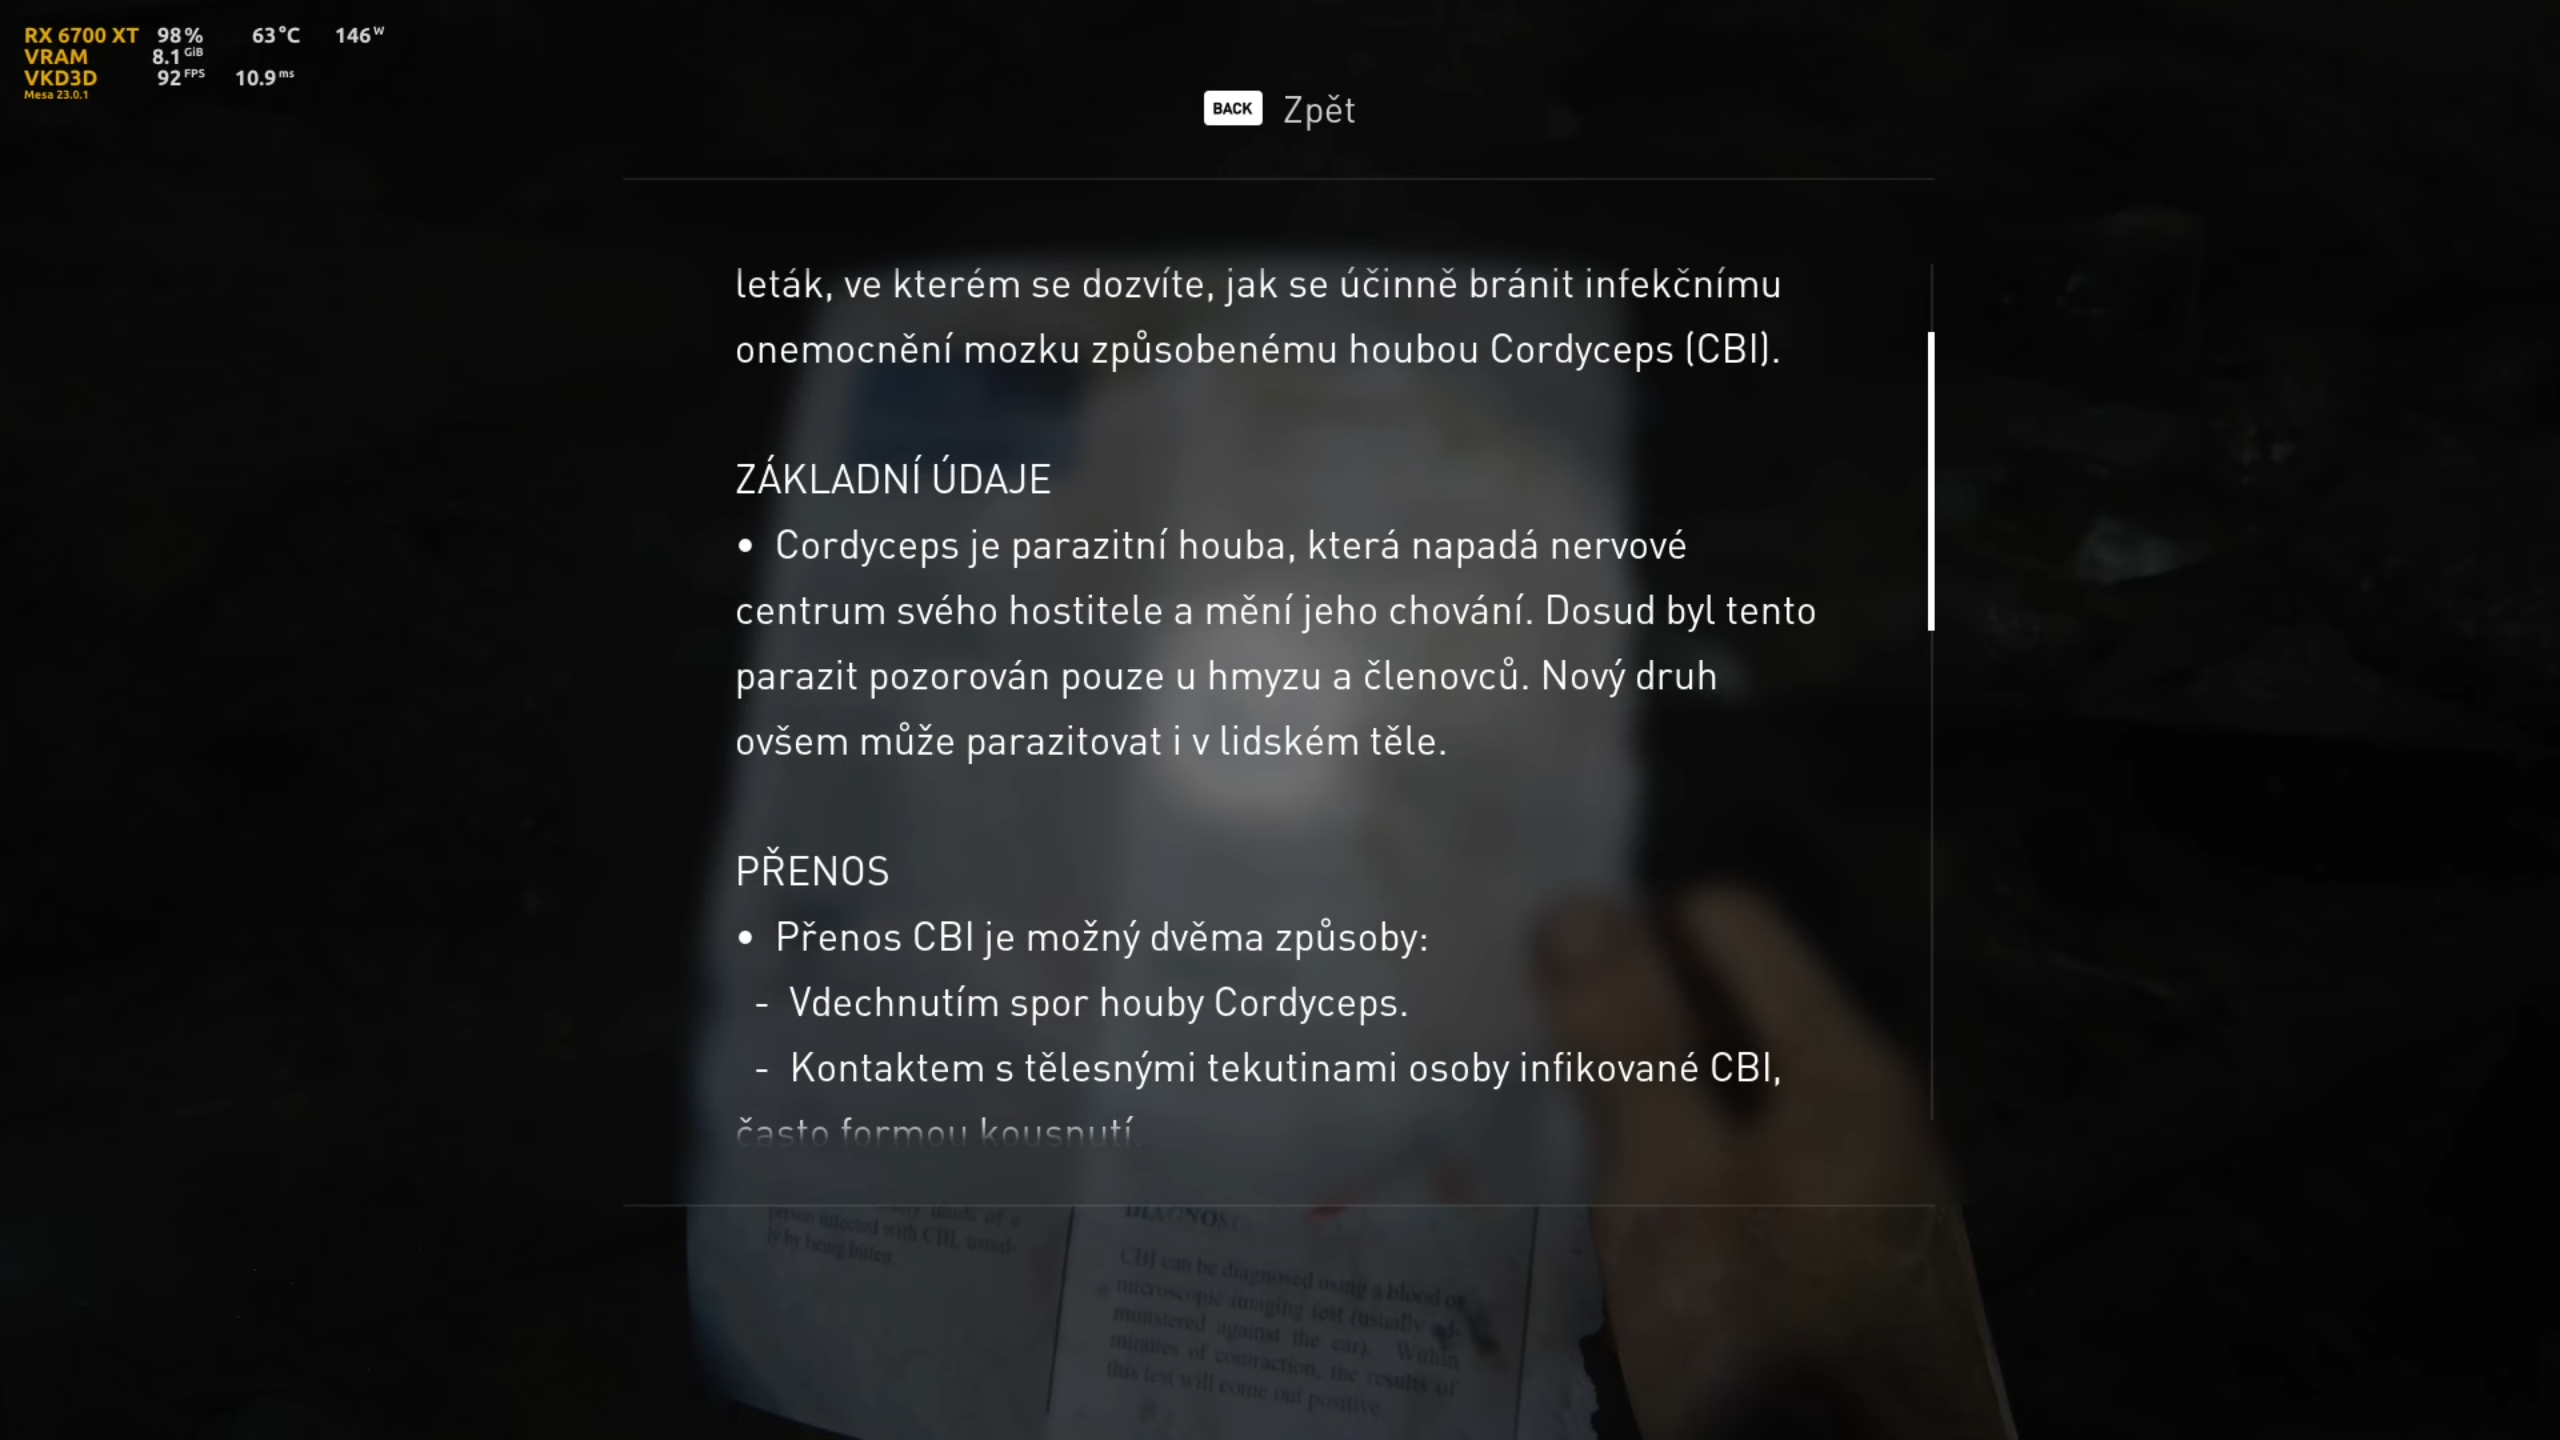 RX 6700 XT 98% 63°C 146W
VRAM 8.1 GiB
VKD3D 92 FPS 10.9 ms
Mesa 23.0.1
BACK Zpět
leták, ve kterém se dozvíte, jak se účinně bránit infekčnímu
onemocnění mozku způsobenému houbou Cordyceps (CBI).
ZÁKLADNÍ ÚDAJE
• Cordyceps je parazitní houba, která napadá nervové
centrum svého hostitele a mění jeho chování. Dosud byl tento
parazit pozorován pouze u hmyzu a členovců. Nový druh
ovšem může parazitovat i v lidském těle.
PŘENOS
• Přenos CBI je možný dvěma způsoby:
- Vdechnutím spor houby Cordyceps.
- Kontaktem s tělesnými tekutinami osoby infikované CBI,
často formou kousnutí.
fluids of a
person infected with CBI, usual-
ly by being bitten.
DIAGNOSI
CBI can be diagnosed using a blood or
microscopic imaging test (usually ad-
ministered against the ear). Within
minutes of contraction, the results of
this test will come out positive.